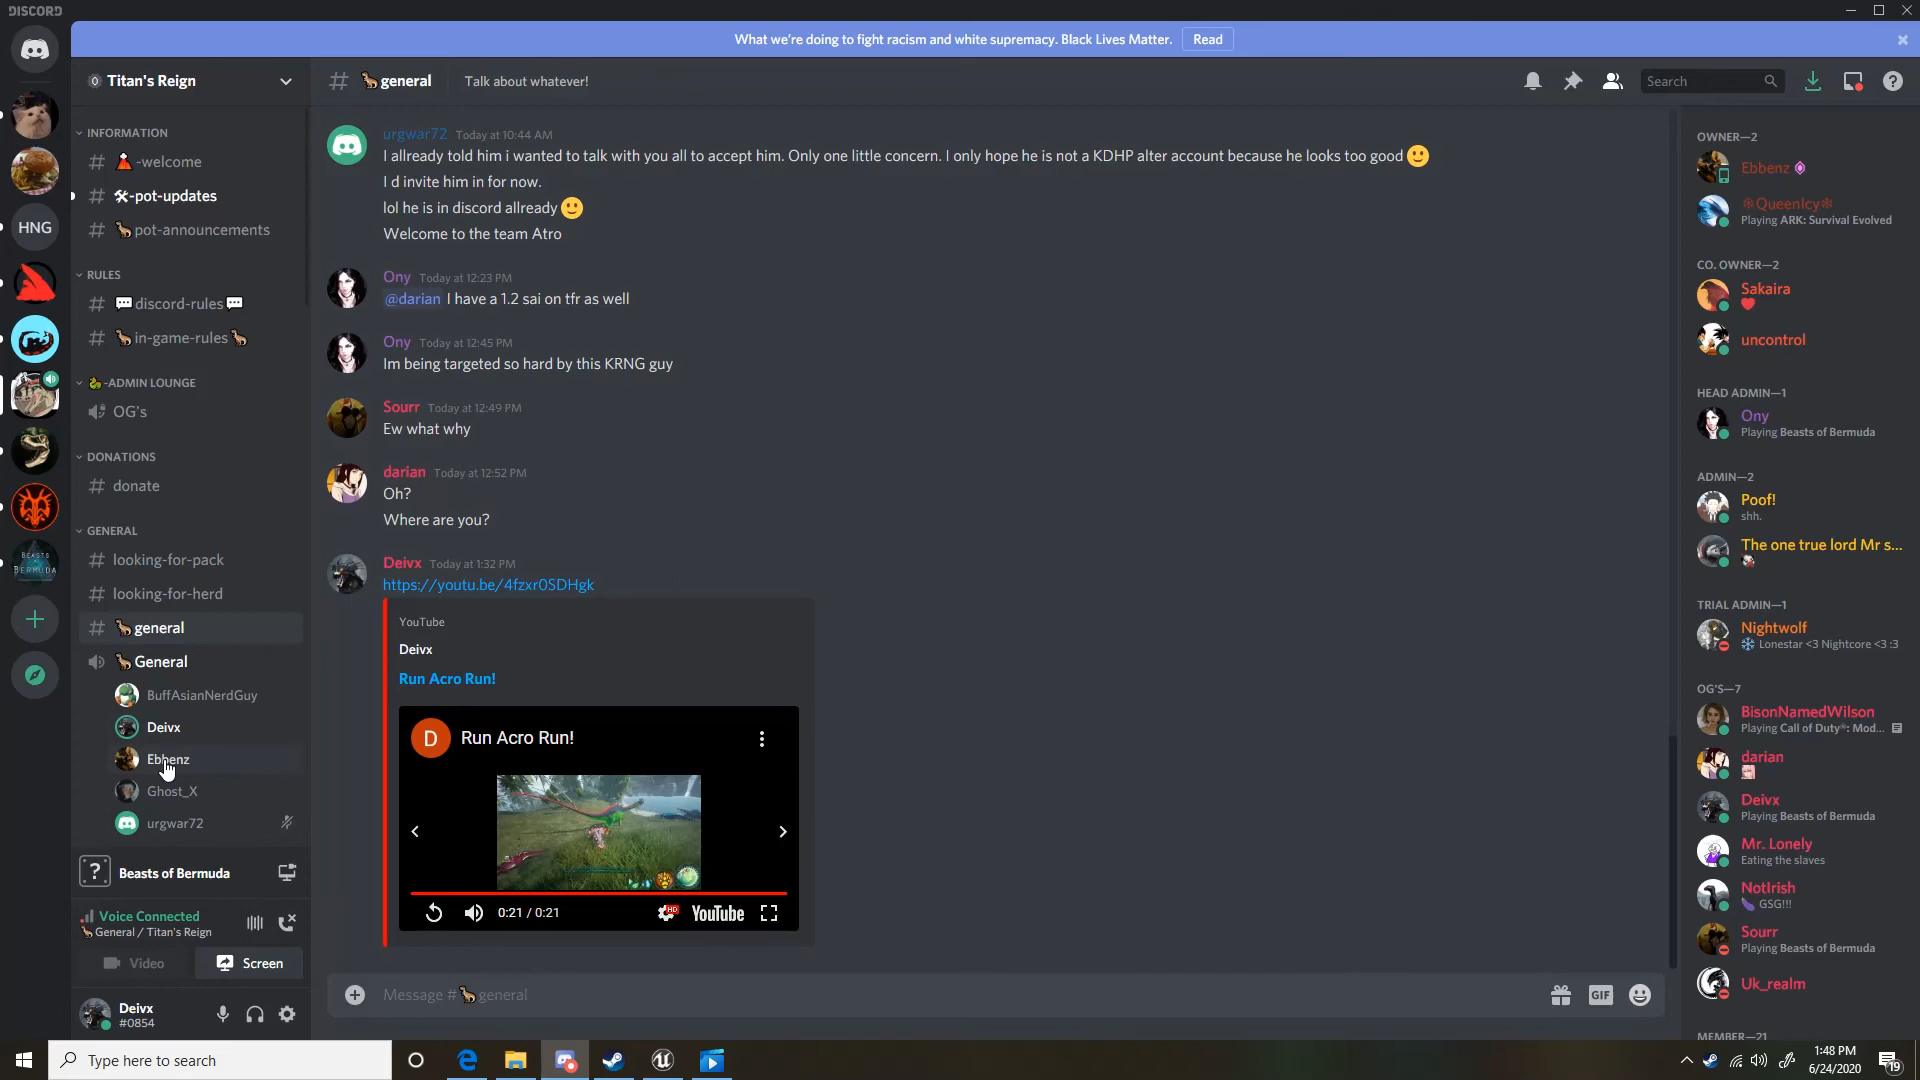 DISCORD
What we're doing to fight racism and white supremacy. Black Lives Matter.
Read
Titan's Reign
general
Talk about whatever!
Search
INFORMATION
-welcome
-pot-updates
pot-announcements
RULES
discord-rules
in-game-rules
-ADMIN LOUNGE
OG's
DONATIONS
donate
GENERAL
looking-for-pack
looking-for-herd
general
General
BuffAsianNerdGuy
Deivx
Ebbenz
Ghost_X
urgwar72
Beasts of Bermuda
Voice Connected
General / Titan's Reign
Video
Screen
Deivx
#0854
HNG
BEASTS
BERMUDA
urgwar72 Today at 10:44 AM
I allready told him i wanted to talk with you all to accept him. Only one little concern. I only hope he is not a KDHP alter account because he looks too good
I d invite him in for now.
lol he is in discord allready
Welcome to the team Atro
Ony Today at 12:23 PM
@darian I have a 1.2 sai on tfr as well
Ony Today at 12:45 PM
Im being targeted so hard by this KRNG guy
Sourr Today at 12:49 PM
Ew what why
darian Today at 12:52 PM
Oh?
Where are you?
Deivx Today at 1:32 PM
https://youtu.be/4fzxr0SDHgk
YouTube
Deivx
Run Acro Run!
D Run Acro Run!
0:21 / 0:21
HD
YouTube
Message # general
GIF
OWNER—2
Ebbenz
❄QueenIcy❄
Playing ARK: Survival Evolved
CO. OWNER—2
Sakaira
uncontrol
HEAD ADMIN—1
Ony
Playing Beasts of Bermuda
ADMIN—2
Poof!
shh.
The one true lord Mr s...
TRIAL ADMIN—1
Nightwolf
Lonestar <3 Nightcore <3 :3
OG'S—7
BisonNamedWilson
Playing Call of Duty®: Mod...
darian
Deivx
Playing Beasts of Bermuda
Mr. Lonely
Eating the slaves
NotIrish
GSG!!!
Sourr
Playing Beasts of Bermuda
Uk_realm
MEMBER—21
Type here to search
1:48 PM
6/24/2020
19